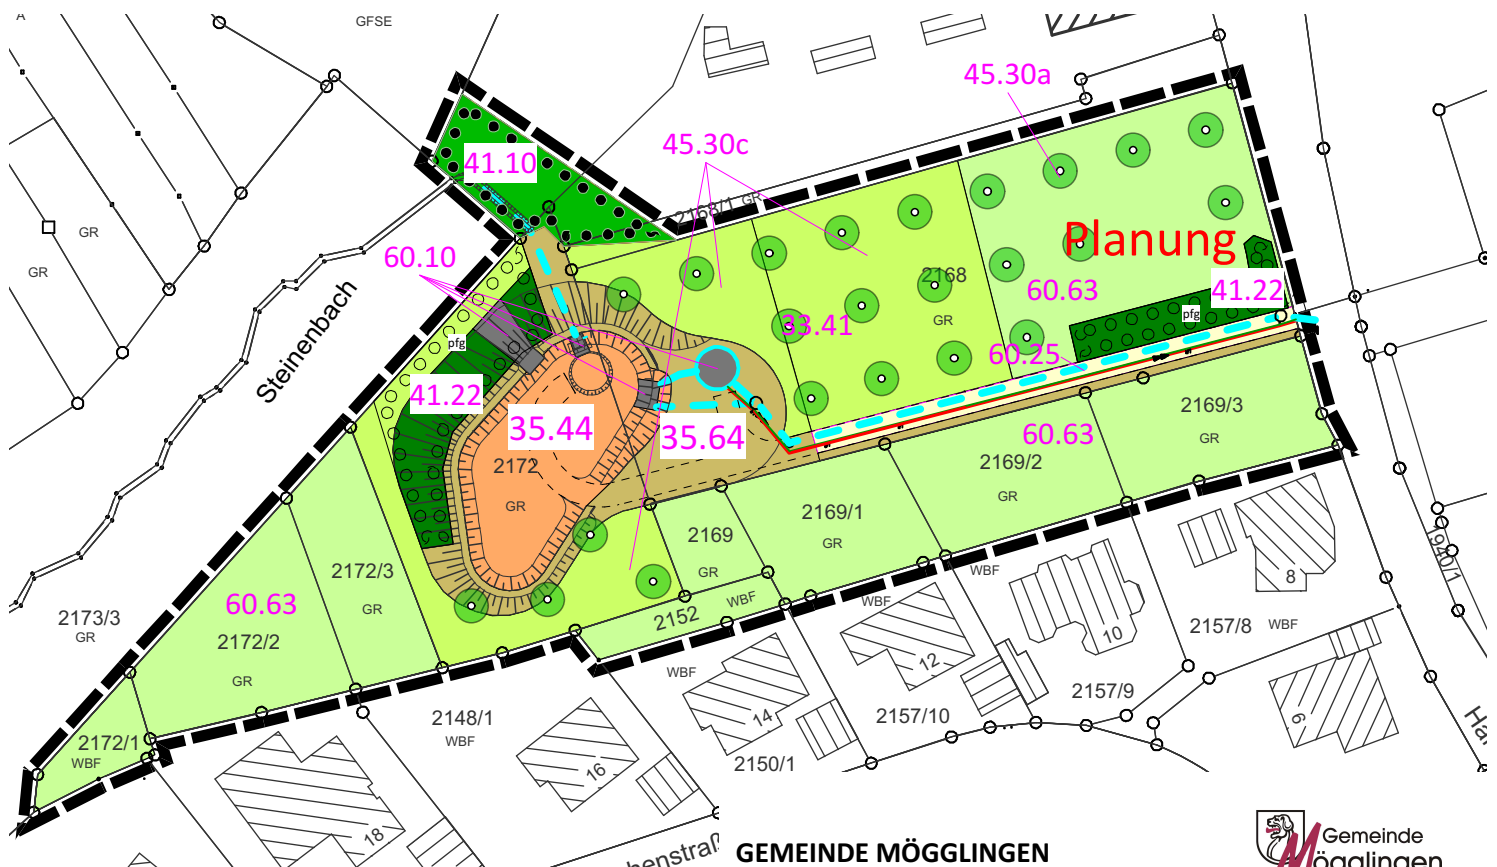 A
GFSE
45.30a
45.30c
41.10
2168/1 GR
GR
GR
60.10
Planung
2168
60.63
41.22
Steinenbach
pfg
pfg
33.41
GR
60.25
41.22
35.44
35.64
2169/3
GR
60.63
2172
GR
2169/2
GR
2169/1
GR
2169
GR
1940/1
2172/3
GR
WBF
8
60.63
2173/3
GR
2172/2
GR
2152
WBF
WBF
10
2157/8
WBF
12
WBF
2157/9
2148/1
WBF
14
2157/10
6
2172/1
WBF
2150/1
16
18
GEMEINDE MÖGGLINGEN
Gemeinde
Mögglingen